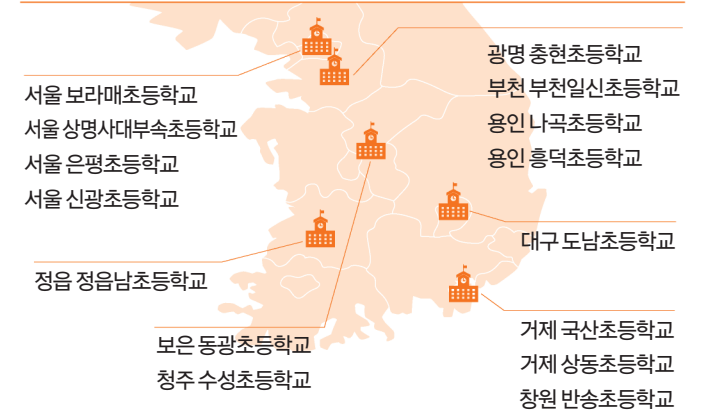 서울 보라매초등학교
서울 상명사대부속초등학교
서울 은평초등학교
서울 신광초등학교
광명 충현초등학교
부천 부천일신초등학교
용인 나곡초등학교
용인 흥덕초등학교
대구 도남초등학교
정읍 정읍남초등학교
보은 동광초등학교
청주 수성초등학교
거제 국산초등학교
거제 상동초등학교
창원 반송초등학교